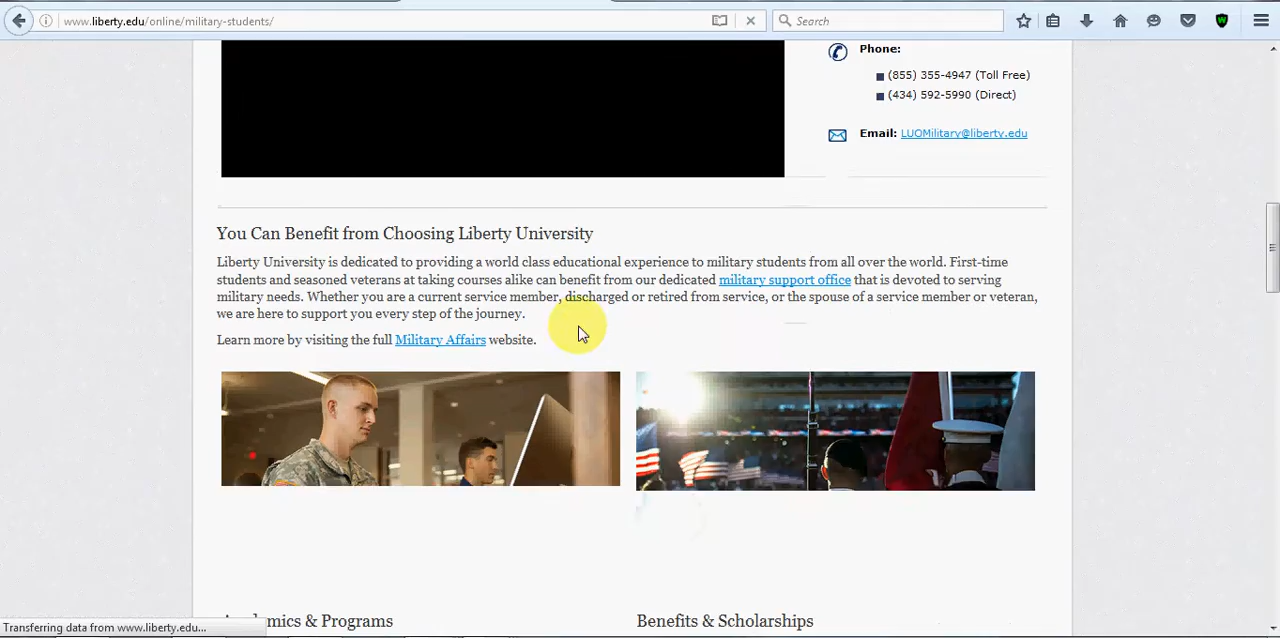 www.liberty.edu/online/military-students/
Search
Phone:
(855) 355-4947 (Toll Free)
(434) 592-5990 (Direct)
Email: LUOMilitary@liberty.edu
You Can Benefit from Choosing Liberty University
Liberty University is dedicated to providing a world class educational experience to military students from all over the world. First-time
students and seasoned veterans at taking courses alike can benefit from our dedicated military support office that is devoted to serving
military needs. Whether you are a current service member, discharged or retired from service, or the spouse of a service member or veteran,
we are here to support you every step of the journey.
Learn more by visiting the full Military Affairs website.
Academics & Programs
Benefits & Scholarships
Transferring data from www.liberty.edu...